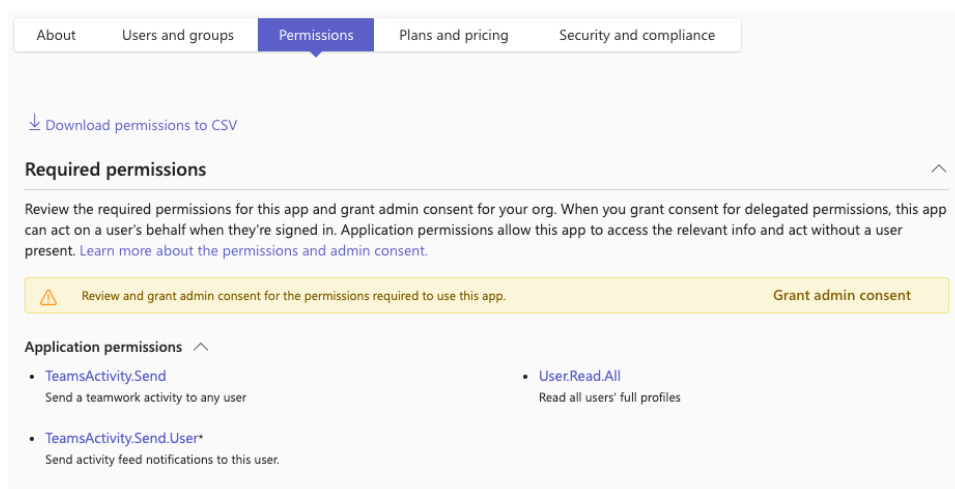 About Users and groups Permissions Plans and pricing Security and compliance
Download permissions to CSV
Required permissions
Review the required permissions for this app and grant admin consent for your org. When you grant consent for delegated permissions, this app
can act on a user's behalf when they're signed in. Application permissions allow this app to access the relevant info and act without a user
present. Learn more about the permissions and admin consent.
Review and grant admin consent for the permissions required to use this app. Grant admin consent
Application permissions
• TeamsActivity.Send
Send a teamwork activity to any user
• User.Read.All
Read all users' full profiles
• TeamsActivity.Send.User*
Send activity feed notifications to this user.